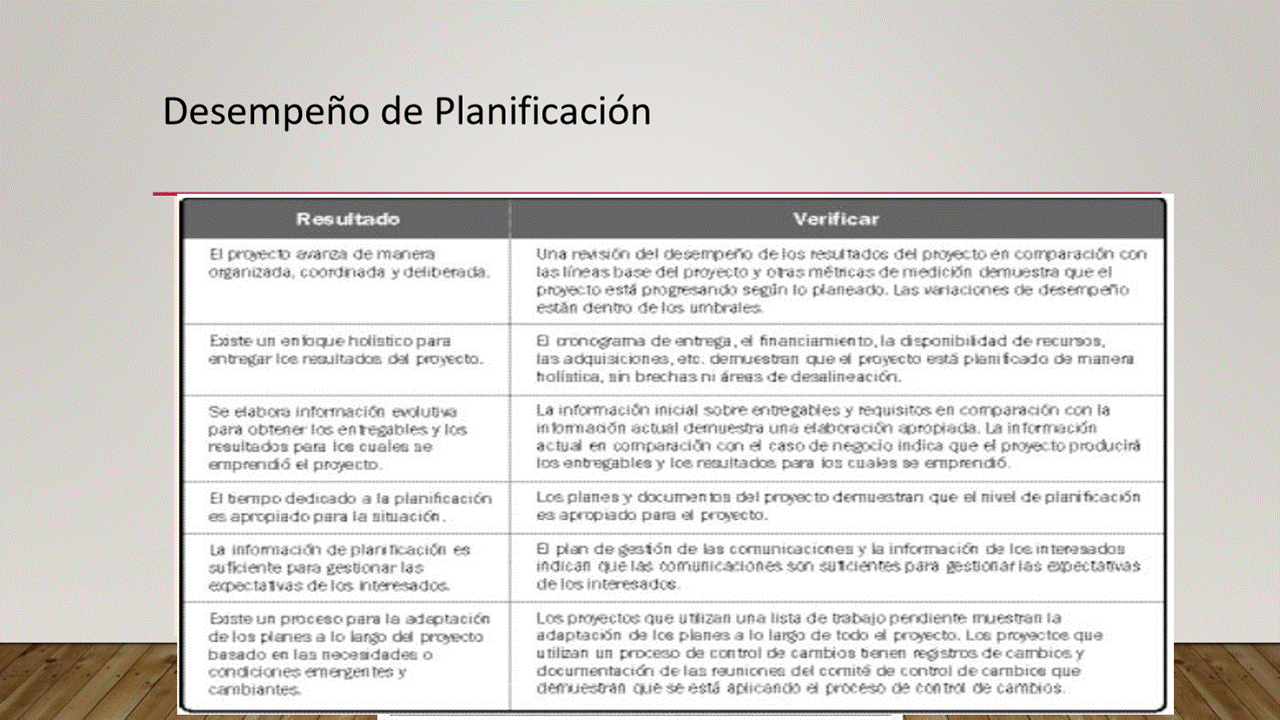 Desempeño de Planificación
Resultado
Verificar
El proyecto avanza de manera
organizada, coordinada y deliberada.
Una revisión del desempeño de los resultados del proyecto en comparación con
las líneas base del proyecto y otras métricas de medición demuestra que el
proyecto está progresando según lo planeado. Las variaciones de desempeño
están dentro de los umbrales.
Existe un enfoque holístico para
entregar los resultados del proyecto.
El cronograma de entrega, el financiamiento, la disponibilidad de recursos,
las adquisiciones, etc. demuestran que el proyecto está planificado de manera
holística, sin brechas ni áreas de desalineación.
Se elabora información evolutiva
para obtener los entregables y los
resultados para los cuales se
emprendió el proyecto.
La información inicial sobre entregables y requisitos en comparación con la
información actual demuestra una elaboración apropiada. La información
actual en comparación con el caso de negocio indica que el proyecto producirá
los entregables y los resultados para los cuales se emprendió.
El tiempo dedicado a la planificación
es apropiado para la situación.
Los planes y documentos del proyecto demuestran que el nivel de planificación
es apropiado para el proyecto.
La información de planificación es
suficiente para gestionar las
expectativas de los interesados.
El plan de gestión de las comunicaciones y la información de los interesados
indican que las comunicaciones son suficientes para gestionar las expectativas
de los interesados.
Existe un proceso para la adaptación
de los planes a lo largo del proyecto
basado en las necesidades o
condiciones emergentes y
cambiantes.
Los proyectos que utilizan una lista de trabajo pendiente muestran la
adaptación de los planes a lo largo de todo el proyecto. Los proyectos que
utilizan un proceso de control de cambios tienen registros de cambios y
documentación de las reuniones del comité de control de cambios que
demuestran que se está aplicando el proceso de control de cambios.